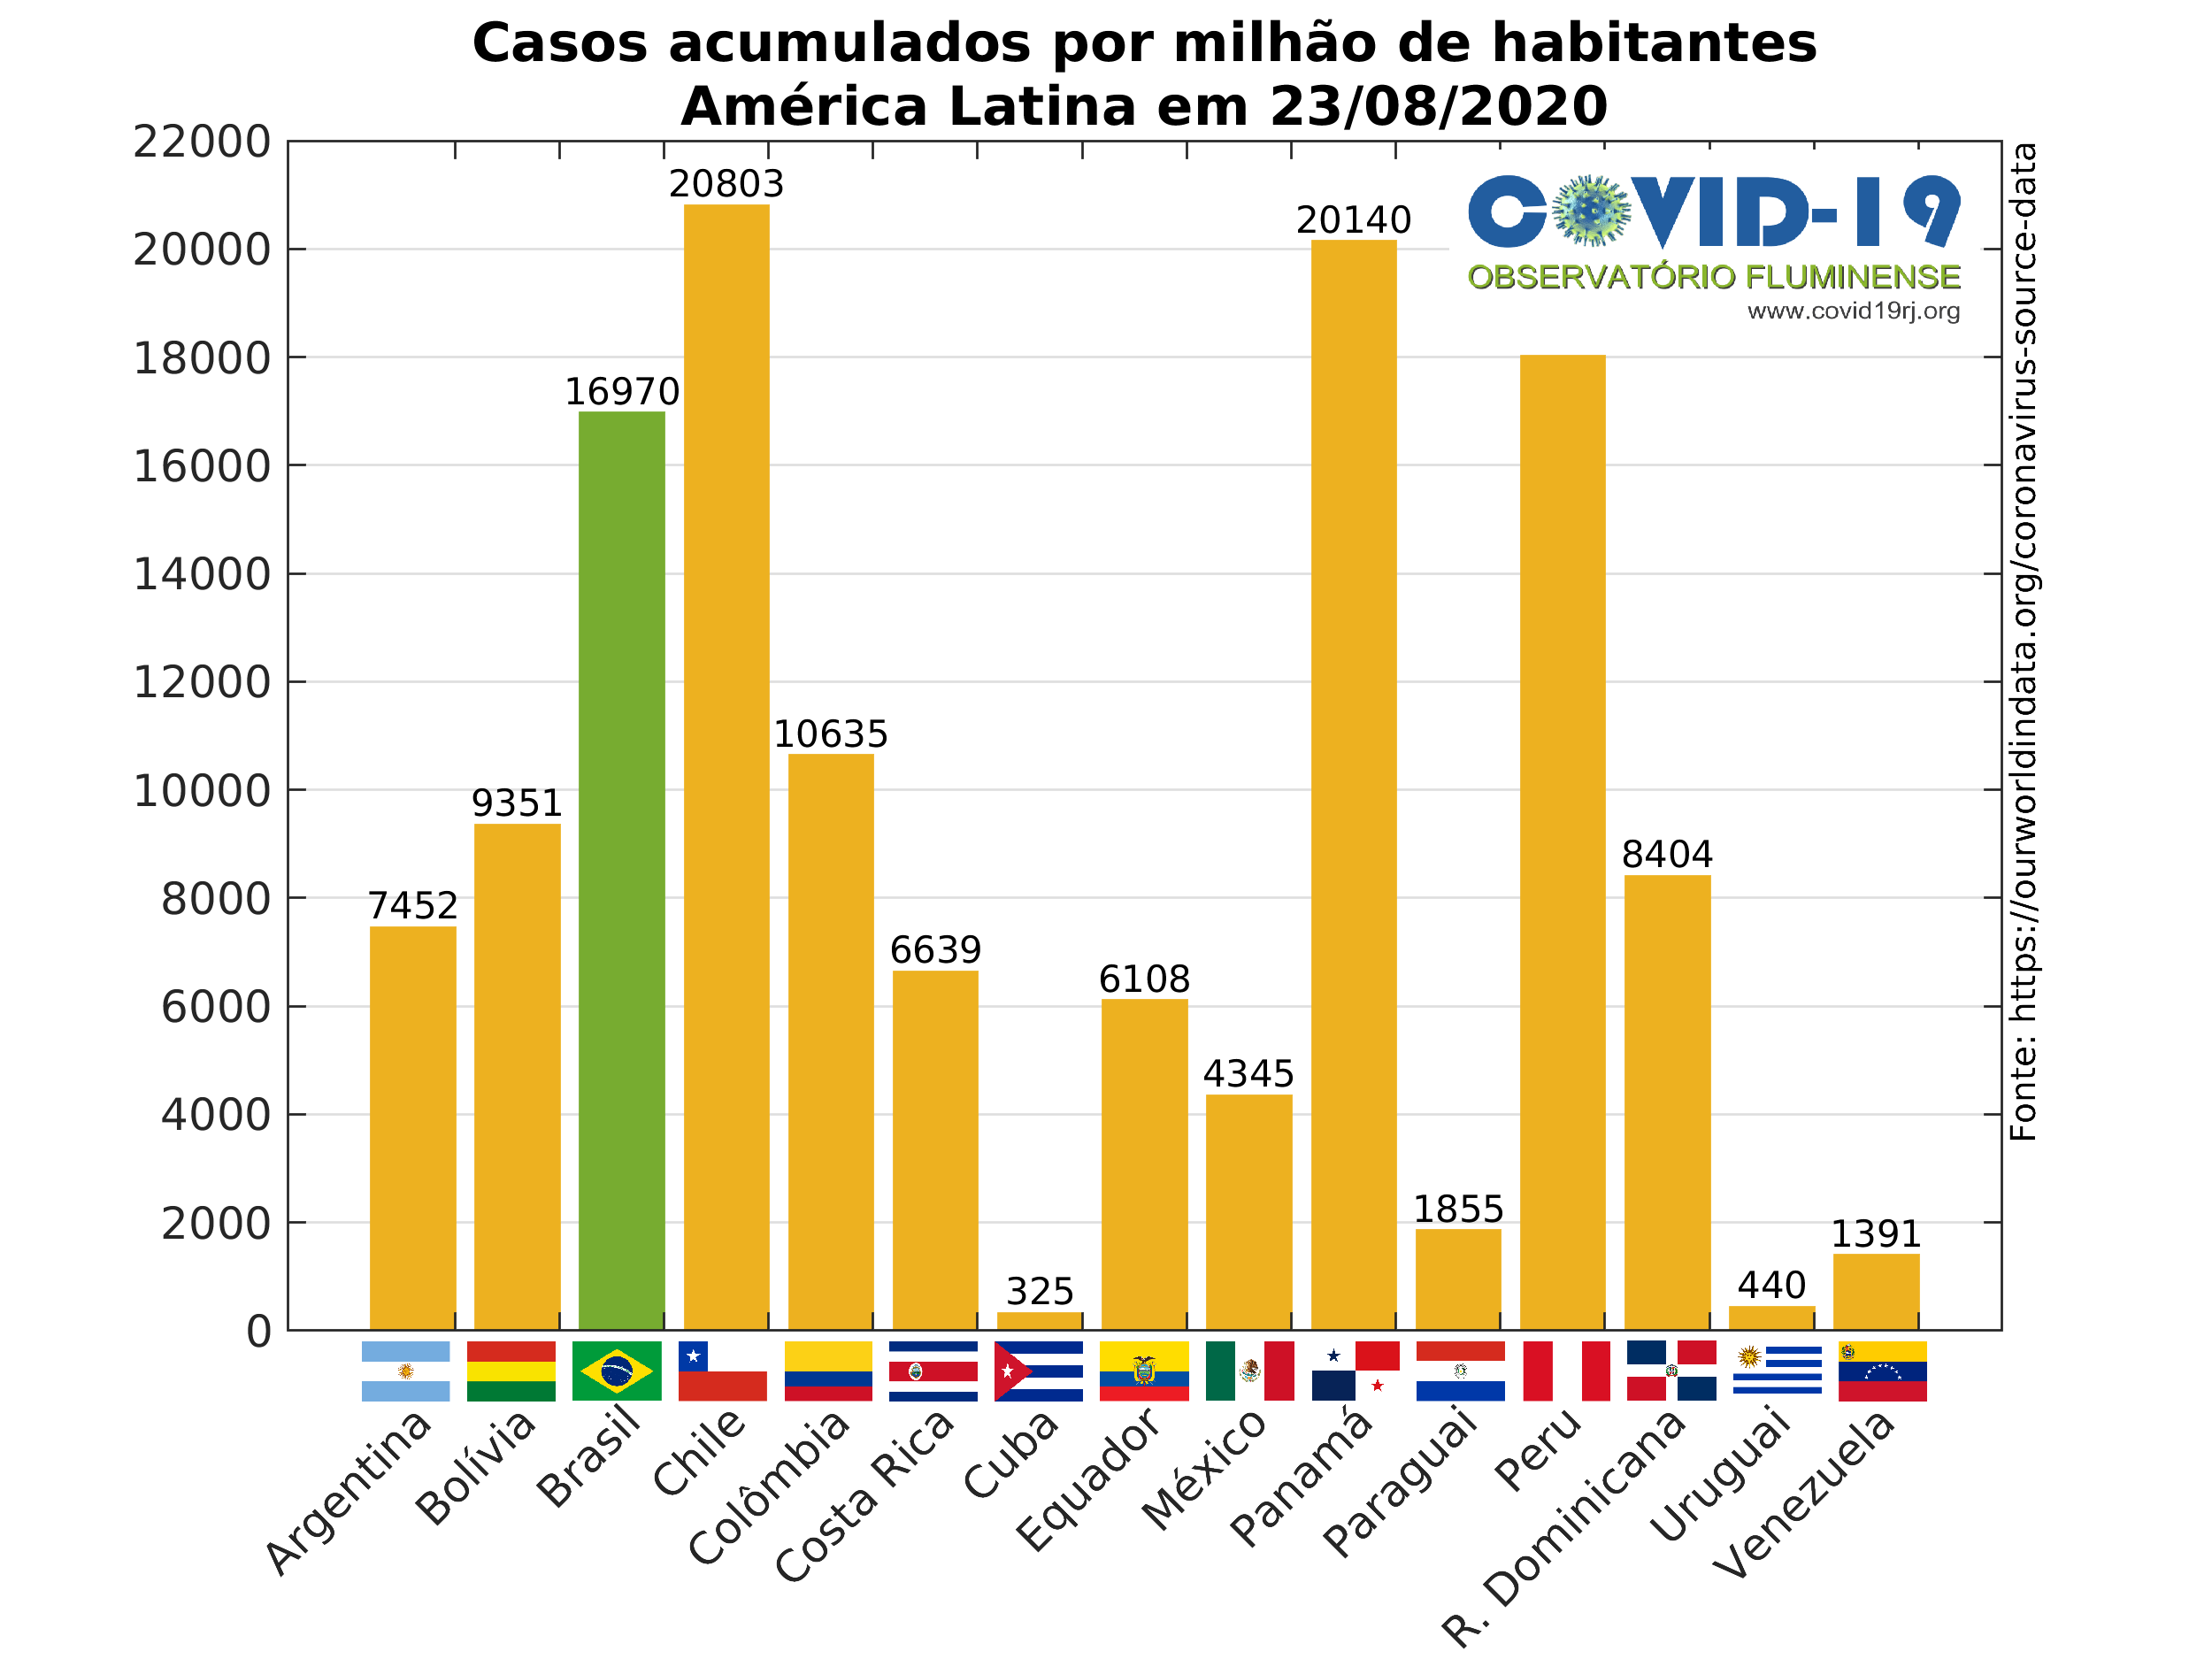 Casos acumulados por milhão de habitantes
América Latina em 23/08/2020
22000
20000
18000
16000
14000
12000
10000
8000
6000
4000
2000
0
7452
9351
16970
20803
10635
6639
325
6108
4345
20140
1855
8404
440
1391
COVID-19
OBSERVATÓRIO FLUMINENSE
www.covid19rj.org
Fonte: https://ourworldindata.org/coronavirus-source-data
Argentina
Bolívia
Brasil
Chile
Colômbia
Costa Rica
Cuba
Equador
México
Panamá
Paraguai
Peru
R. Dominicana
Uruguai
Venezuela